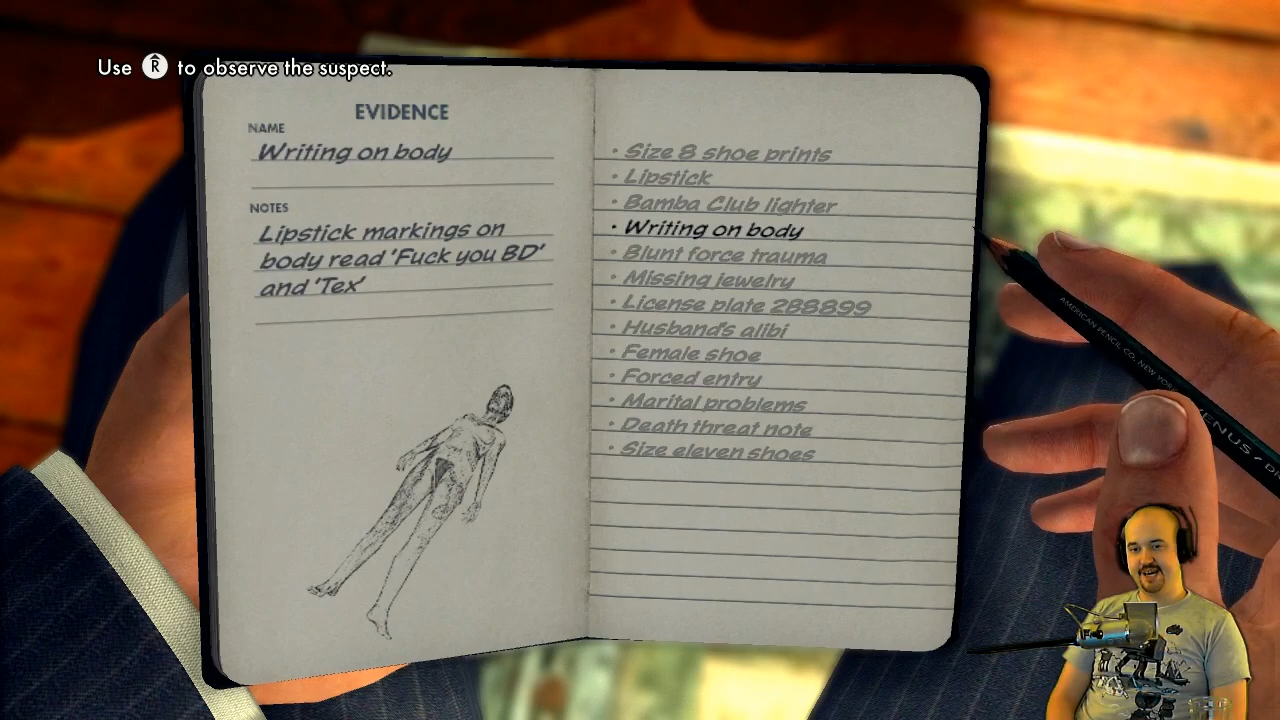 Use R to observe the suspect.
EVIDENCE
NAME
Writing on body
NOTES
Lipstick markings on
body read 'Fuck you BD'
and 'Tex'
• Size 8 shoe prints
• Lipstick
• Bamba Club lighter
• Writing on body
• Blunt force trauma
• Missing jewelry
• License plate 288899
• Husband's alibi
• Female shoe
• Forced entry
• Marital problems
• Death threat note
• Size eleven shoes
AMERICAN PENCIL CO. NEW YORK
VENUS